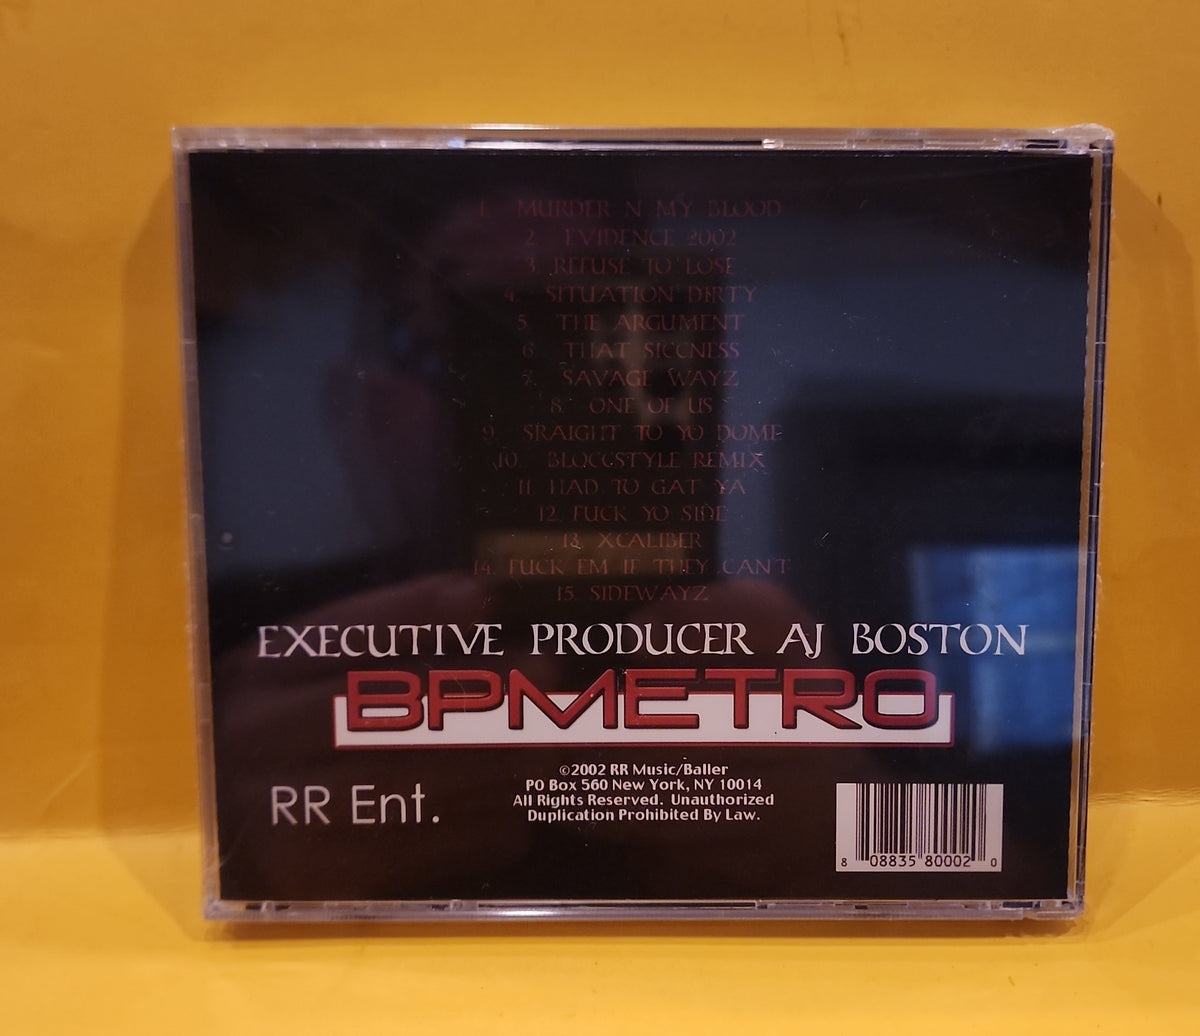 1. MURDER N MY BLOOD
2. EVIDENCE 2002
3. REFUSE TO LOSE
4. SITUATION DIRTY
5. THE ARGUMENT
6. THAT SICCNESS
7. SAVAGE WAYZ
8. ONE OF US
9. SRAIGHT TO YO DOME
10. BLOCCSTYLE REMIX
11. HAD TO GAT YA
12. FUCK YO SIDE
13. XCALIBER
14. FUCK EM IF THEY CAN'T
15. SIDEWAYZ
EXECUTIVE PRODUCER AJ BOSTON
BPMETRO
RR Ent.
©2002 RR Music/Baller
PO Box 560 New York, NY 10014
All Rights Reserved. Unauthorized
Duplication Prohibited By Law.
8 08835 80002 0